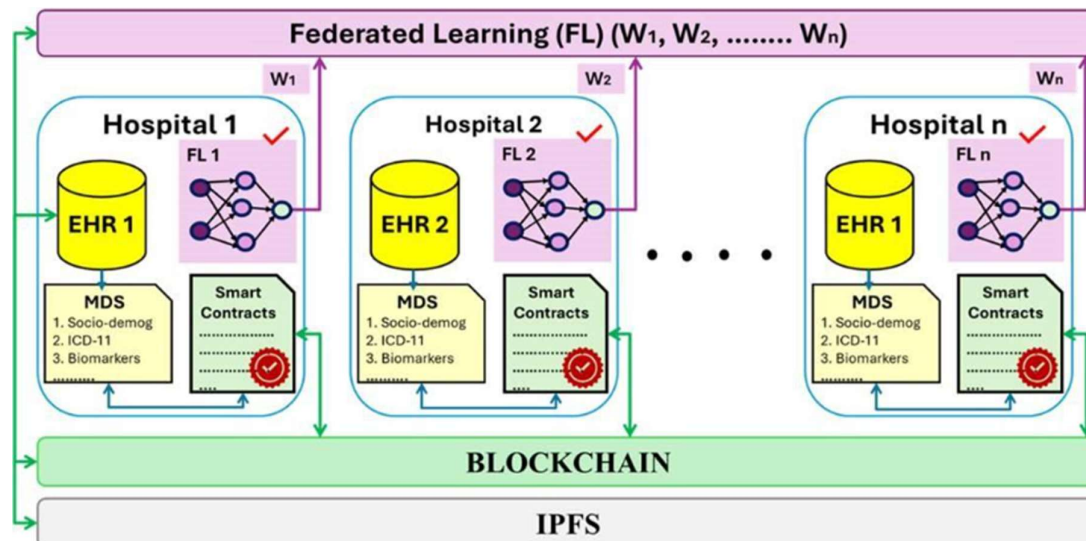 Federated Learning (FL) (W₁, W₂, ........ Wₙ)
W₁
W₂
Wₙ
Hospital 1
FL 1
EHR 1
MDS
1. Socio-demog
2. ICD-11
3. Biomarkers
..........
Smart
Contracts
Hospital 2
FL 2
EHR 2
MDS
1. Socio-demog
2. ICD-11
3. Biomarkers
..........
Smart
Contracts
Hospital n
FL n
EHR 1
MDS
1. Socio-demog
2. ICD-11
3. Biomarkers
..........
Smart
Contracts
BLOCKCHAIN
IPFS